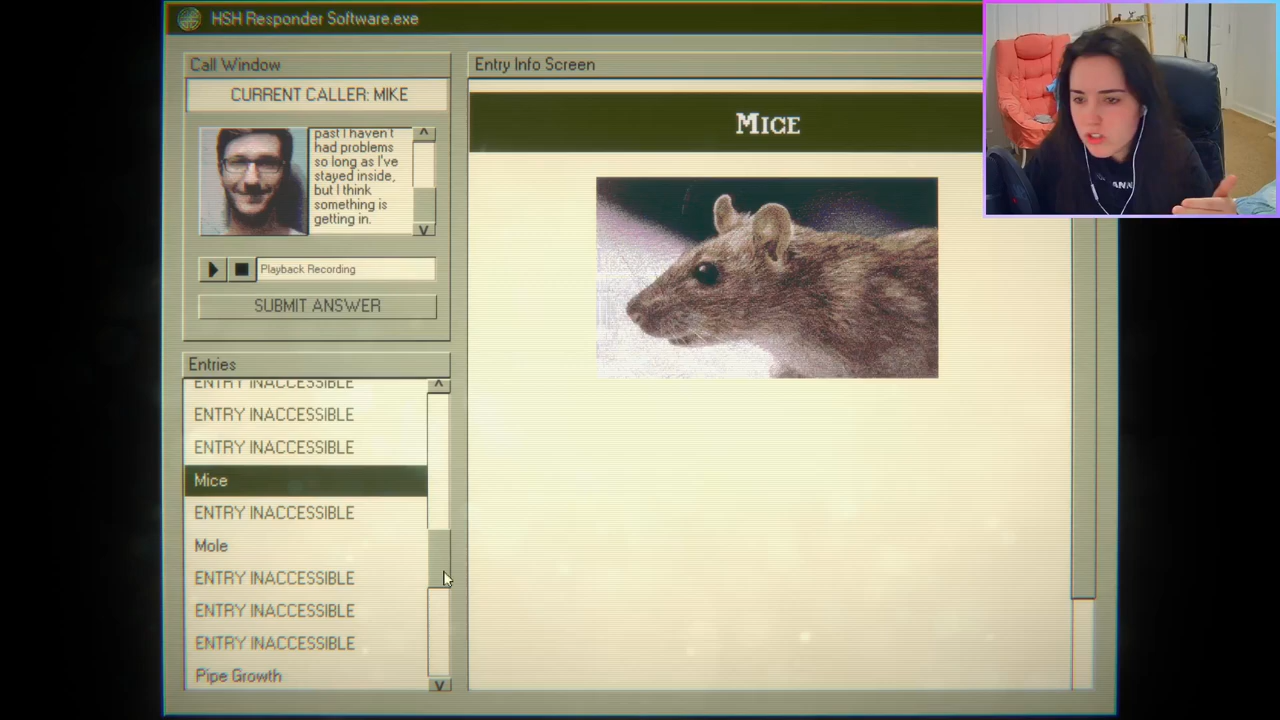 HSH Responder Software.exe
Call Window
Entry Info Screen
CURRENT CALLER: MIKE
past I haven't
had problems
so long as I've
stayed inside,
but I think
something is
getting in.
Playback Recording
SUBMIT ANSWER
MICE
Entries
ENTRY INACCESSIBLE
ENTRY INACCESSIBLE
ENTRY INACCESSIBLE
Mice
ENTRY INACCESSIBLE
Mole
ENTRY INACCESSIBLE
ENTRY INACCESSIBLE
ENTRY INACCESSIBLE
Pipe Growth